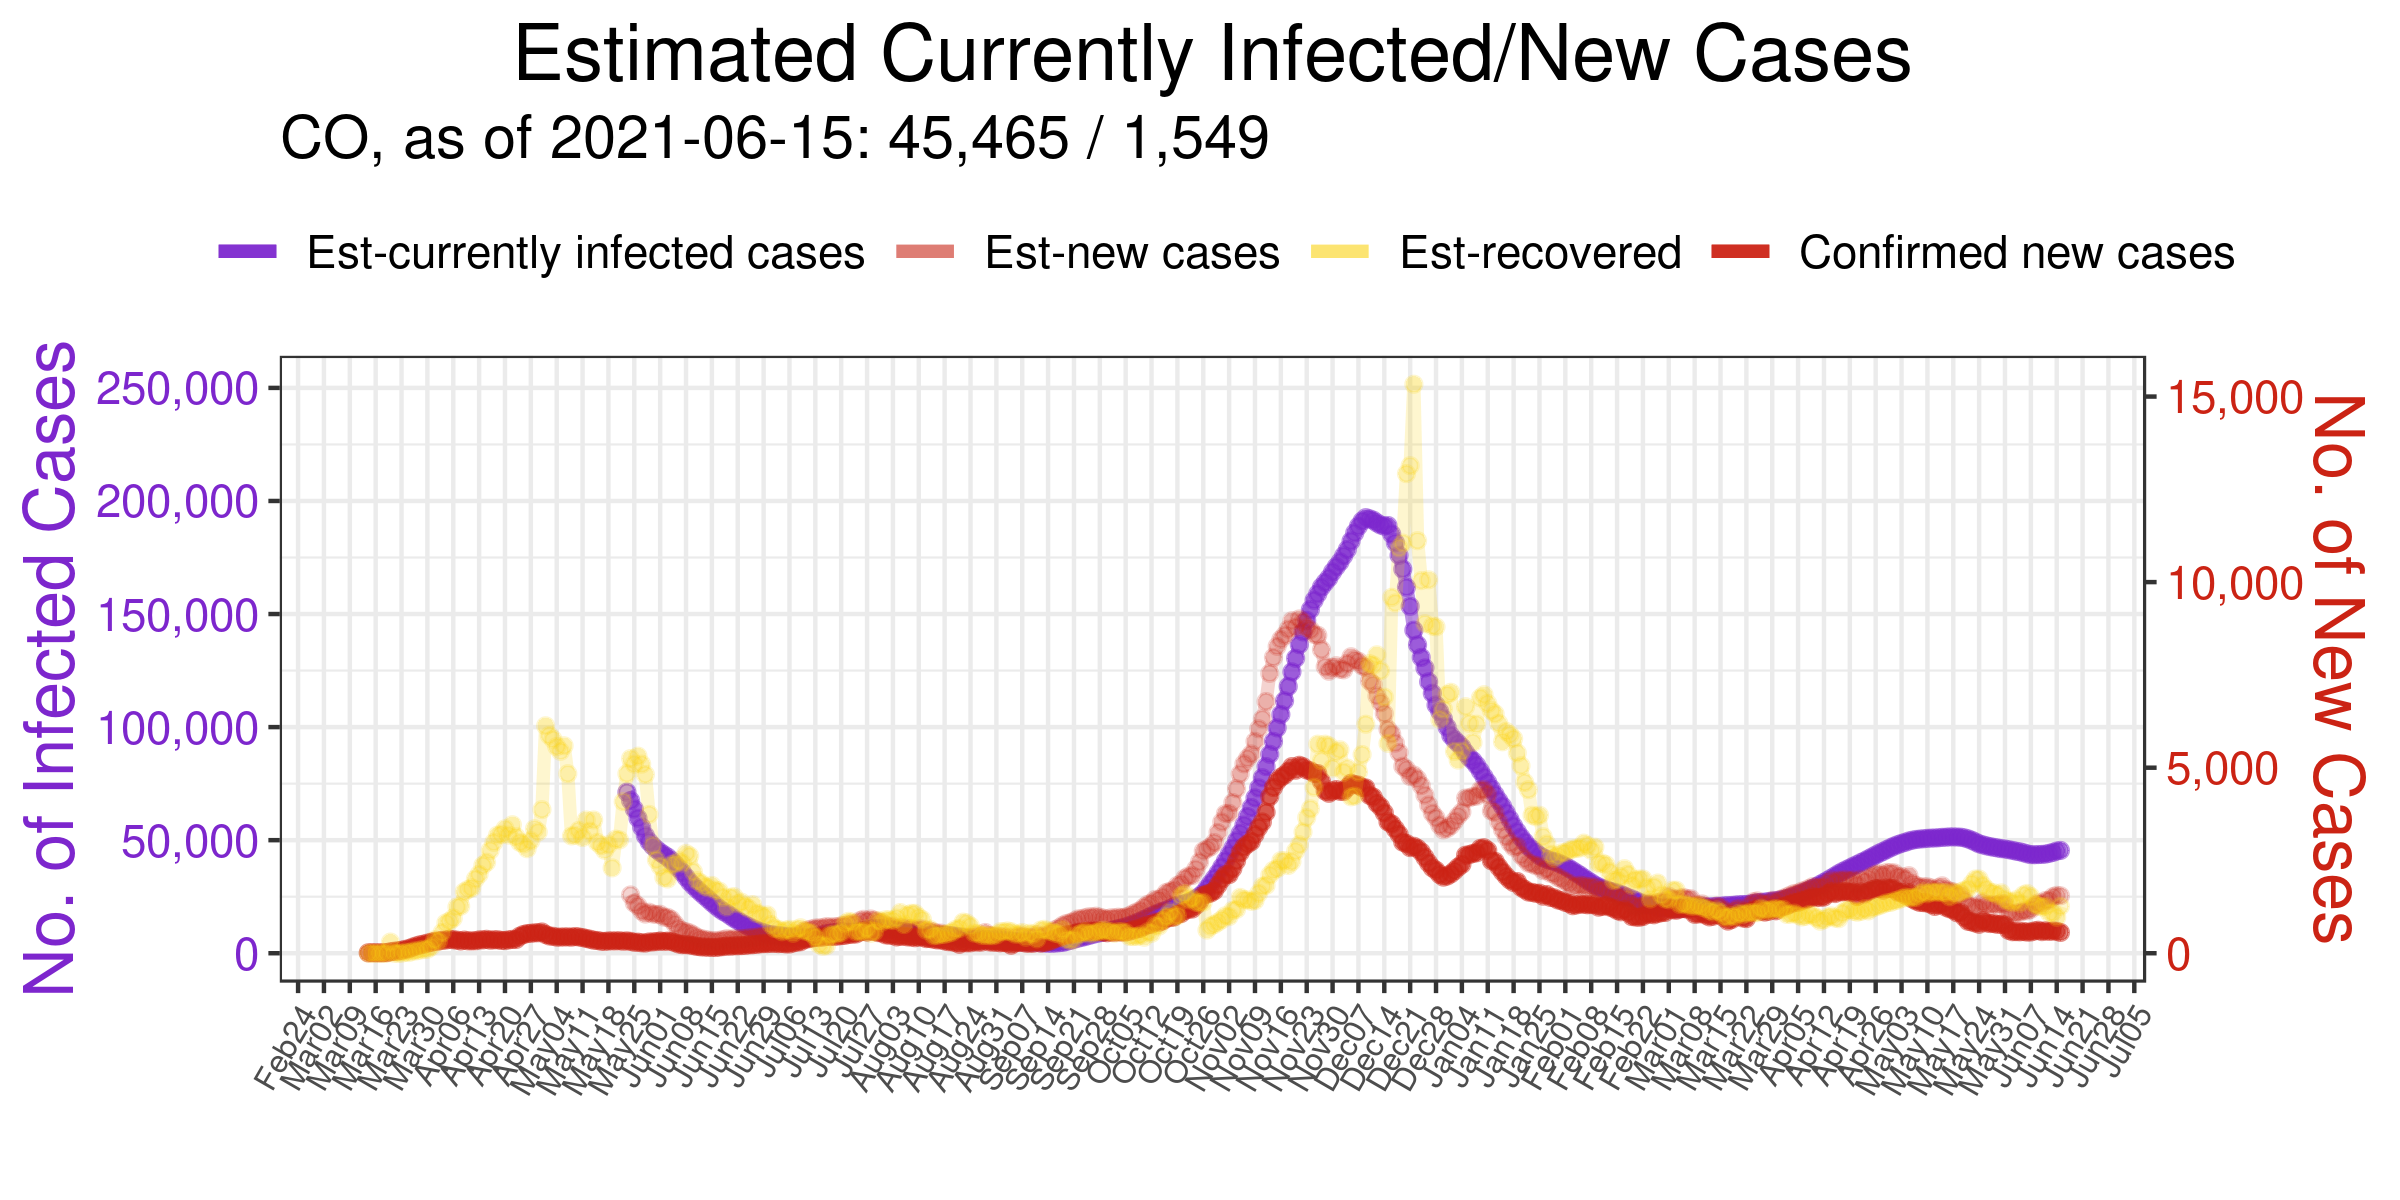 Estimated Currently Infected/New Cases
CO, as of 2021-06-15: 45,465 / 1,549
Est-currently infected cases Est-new cases Est-recovered Confirmed new cases
No. of Infected Cases
250,000
200,000
150,000
100,000
50,000
0
15,000
10,000
5,000
0
No. of New Cases
Feb24 Mar02 Mar09 Mar16 Mar23 Mar30 Apr06 Apr13 Apr20 Apr27 May04 May11 May18 May25 Jun01 Jun08 Jun15 Jun22 Jun29 Jul06 Jul13 Jul20 Jul27 Aug03 Aug10 Aug17 Aug24 Aug31 Sep07 Sep14 Sep21 Sep28 Oct05 Oct12 Oct19 Oct26 Nov02 Nov09 Nov16 Nov23 Nov30 Dec07 Dec14 Dec21 Dec28 Jan04 Jan11 Jan18 Jan25 Feb01 Feb08 Feb15 Feb22 Mar01 Mar08 Mar15 Mar22 Mar29 Apr05 Apr12 Apr19 Apr26 May03 May10 May17 May24 May31 Jun07 Jun14 Jun21 Jun28 Jul05